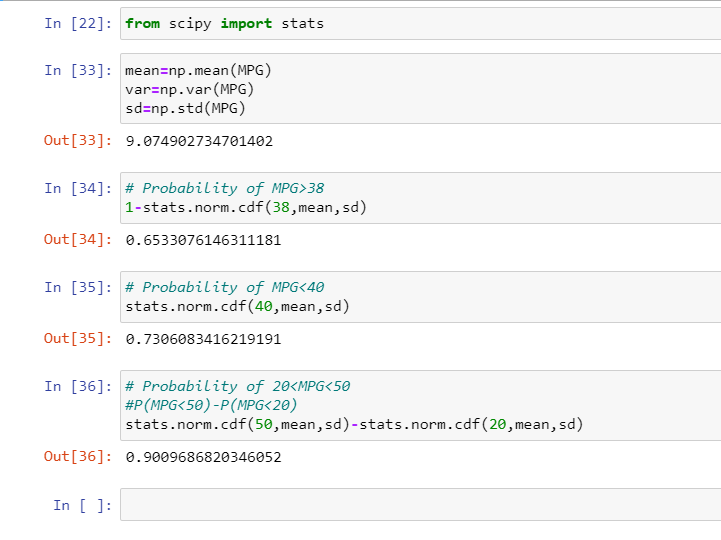 In [22]: from scipy import stats
In [33]: mean=np.mean(MPG)
var=np.var(MPG)
sd=np.std(MPG)
Out[33]: 9.074902734701402
In [34]: # Probability of MPG>38
1-stats.norm.cdf(38,mean,sd)
Out[34]: 0.6533076146311181
In [35]: # Probability of MPG<40
stats.norm.cdf(40,mean,sd)
Out[35]: 0.7306083416219191
In [36]: # Probability of 20<MPG<50
#P(MPG<50)-P(MPG<20)
stats.norm.cdf(50,mean,sd)-stats.norm.cdf(20,mean,sd)
Out[36]: 0.9009686820346052
In [ ]: